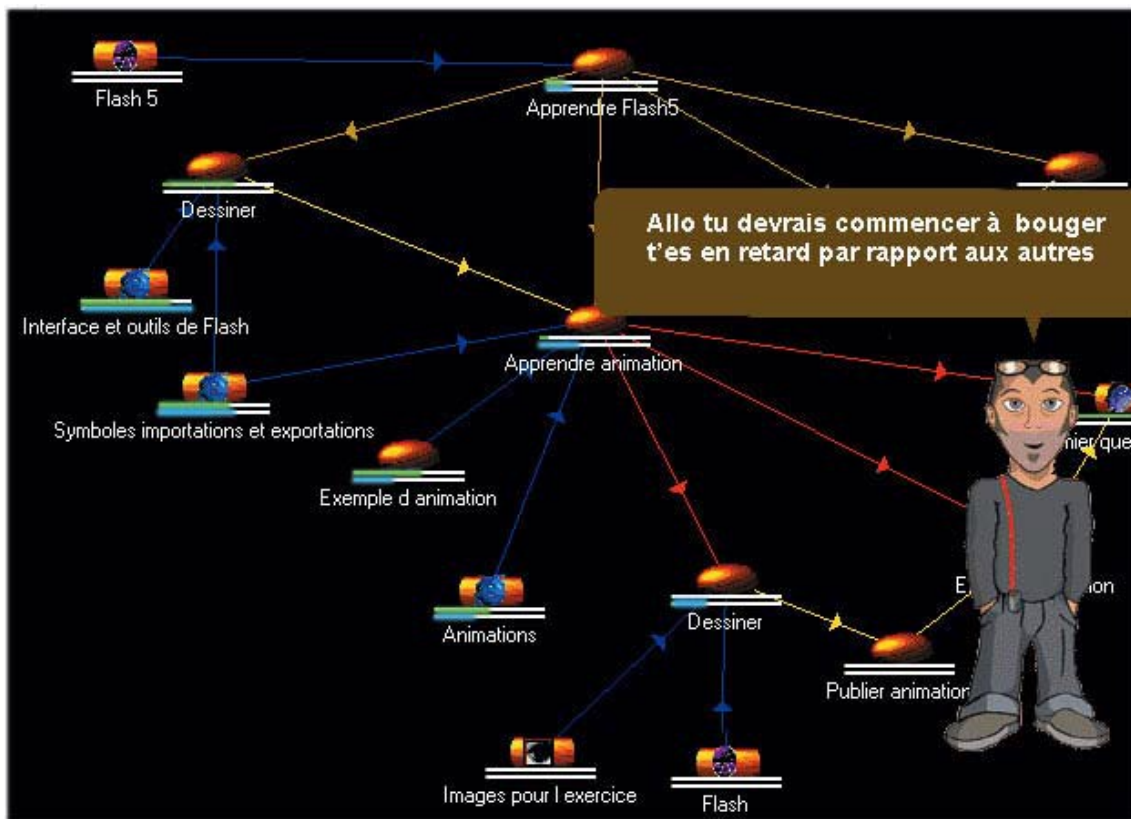 Flash 5
Apprendre Flash5
Dessiner
Allo tu devrais commencer à bouger
t'es en retard par rapport aux autres
Interface et outils de Flash
Apprendre animation
Symboles importations et exportations
Exemple d animation
Animations
Dessiner
Publier animation
Images pour l exercice
Flash